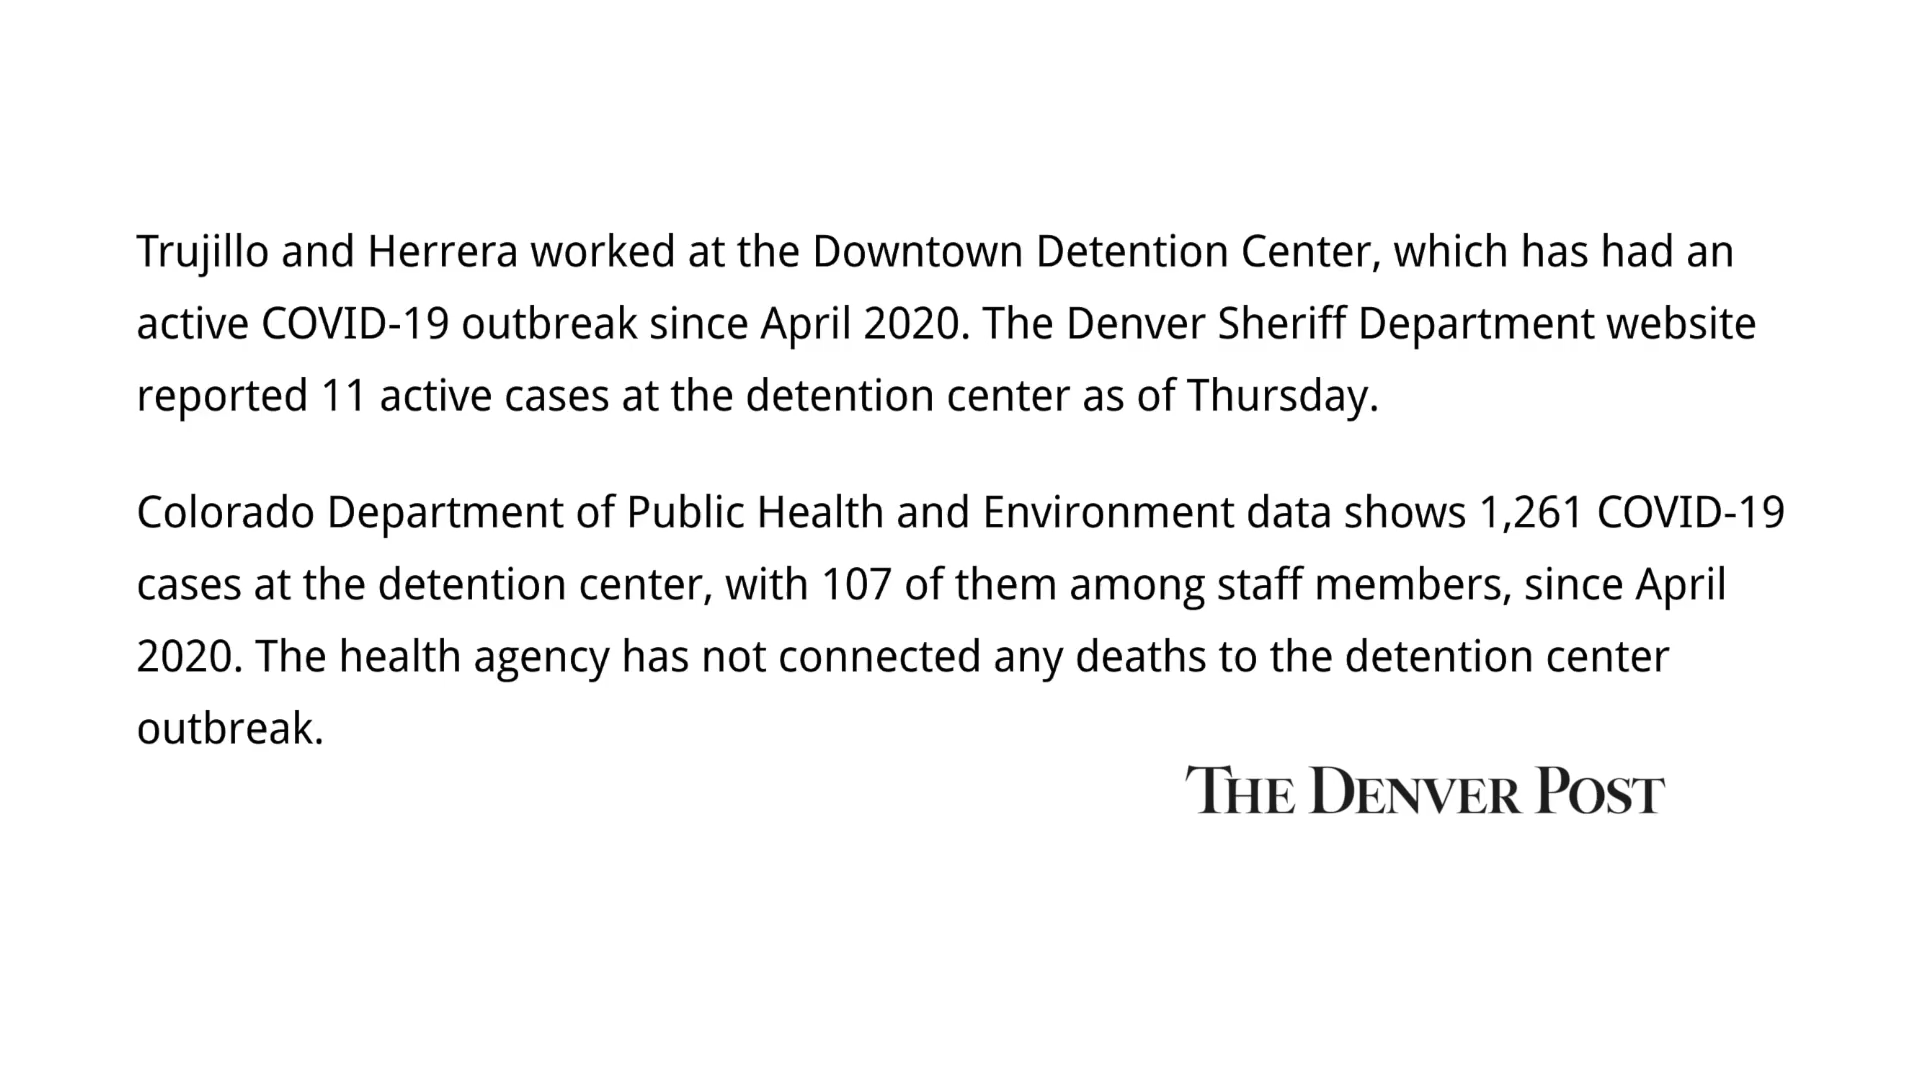 Trujillo and Herrera worked at the Downtown Detention Center, which has had an
active COVID-19 outbreak since April 2020. The Denver Sheriff Department website
reported 11 active cases at the detention center as of Thursday.
Colorado Department of Public Health and Environment data shows 1,261 COVID-19
cases at the detention center, with 107 of them among staff members, since April
2020. The health agency has not connected any deaths to the detention center
outbreak.
THE DENVER POST